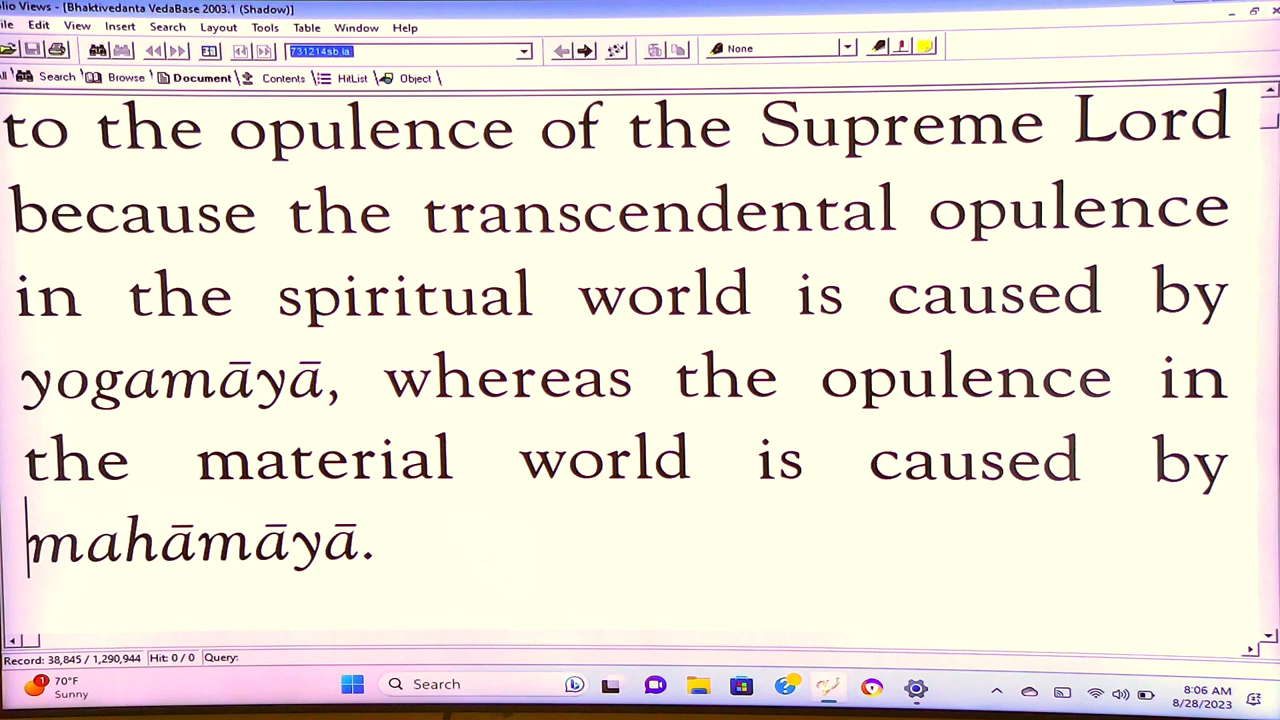 lio Views - [Bhaktivedanta VedaBase 2003.1 (Shadow)]
ile Edit View Insert Search Layout Tools Table Window Help
731214sb.la None
ll Search Browse Document Contents HitList Object
to the opulence of the Supreme Lord
because the transcendental opulence
in the spiritual world is caused by
yogamāyā, whereas the opulence in
the material world is caused by
mahāmāyā.
Record: 38,845 / 1,290,944 Hit: 0 / 0 Query:
1 70°F
Sunny
Search
8:06 AM
8/28/2023